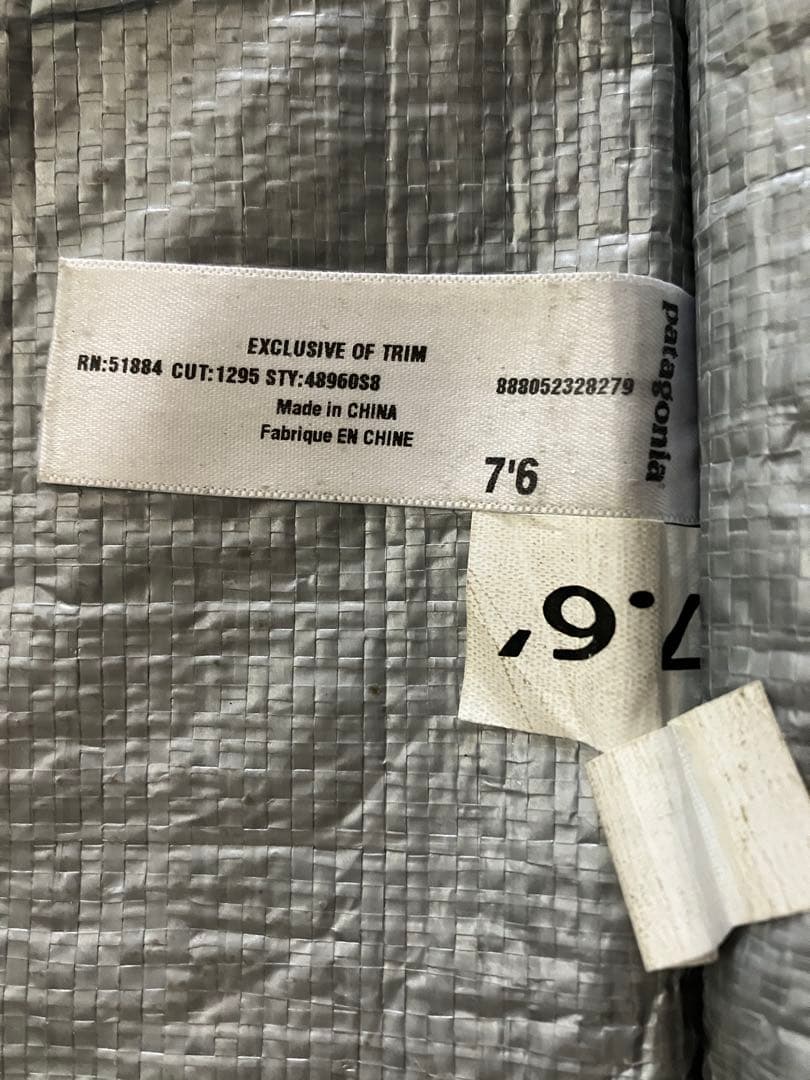 EXCLUSIVE OF TRIM
RN:51884 CUT:1295 STY:48960S8
Made in CHINA
Fabrique EN CHINE
888052328279
7'6
patagonia
7.6'